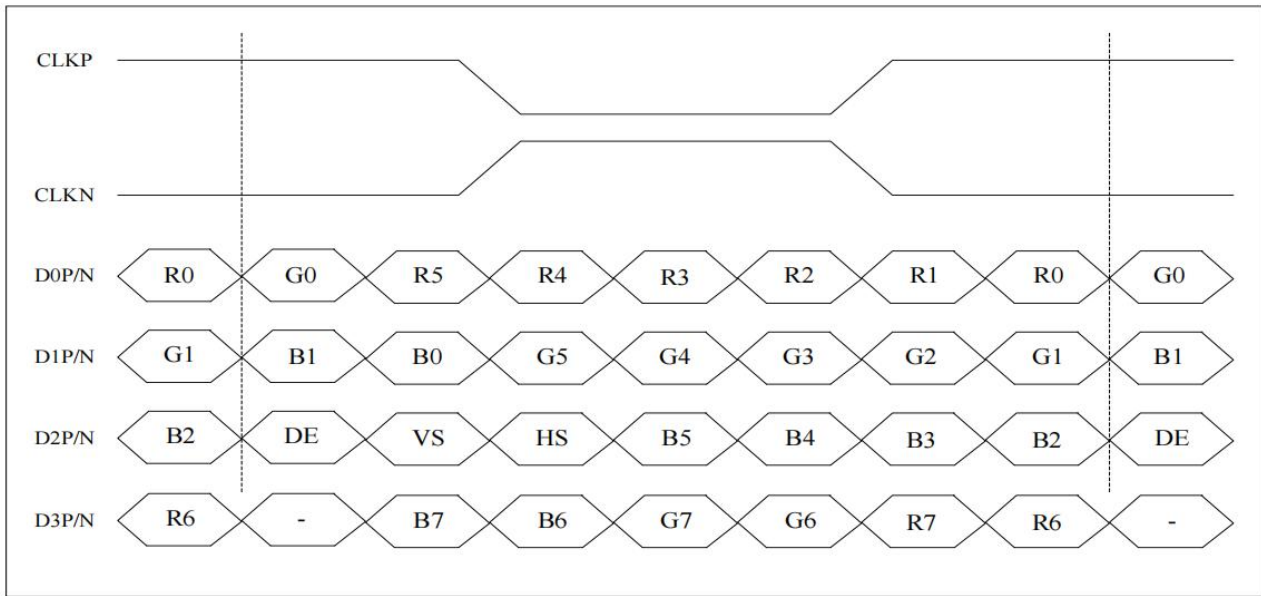 CLKP
CLKN
D0P/N R0 G0 R5 R4 R3 R2 R1 R0 G0
D1P/N G1 B1 B0 G5 G4 G3 G2 G1 B1
D2P/N B2 DE VS HS B5 B4 B3 B2 DE
D3P/N R6 - B7 B6 G7 G6 R7 R6 -